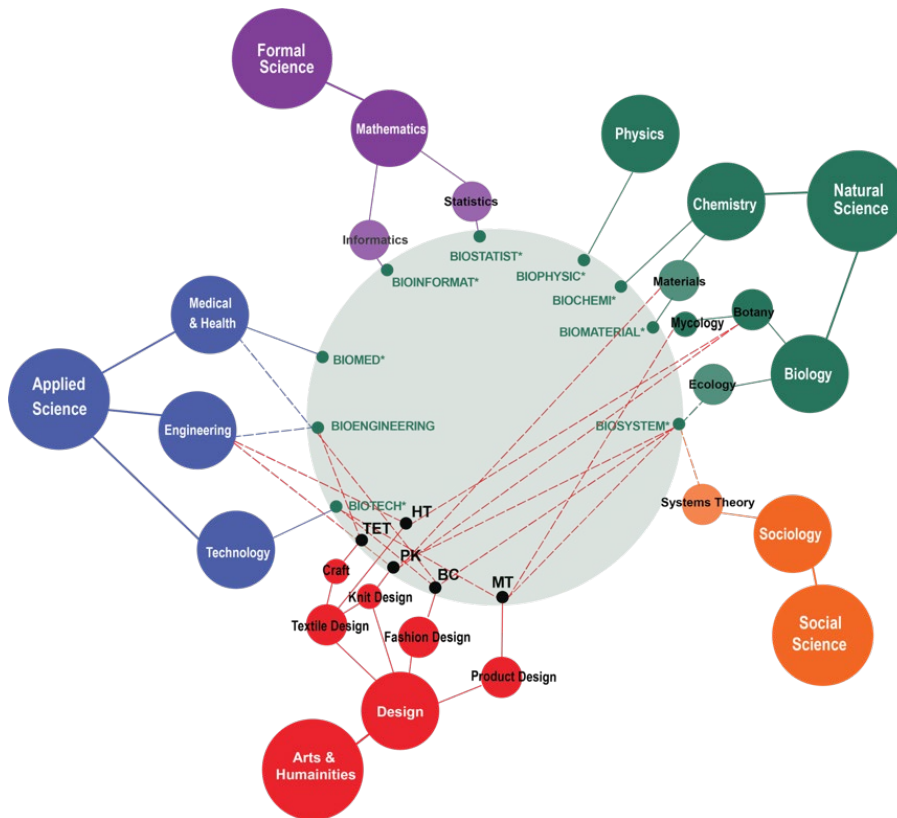 Formal
Science
Mathematics
Physics
Statistics
Chemistry
Natural
Science
Informatics
BIOSTATIST*
BIOINFORMAT*
BIOPHYSIC*
Materials
BIOCHEMI*
Medical
& Health
Botany
Mycology
BIOMATERIAL*
BIOMED*
Biology
Ecology
Applied
Science
Engineering
BIOENGINEERING
BIOSYSTEM*
BIOTECH*
Systems Theory
HT
TET
Technology
Sociology
PK
Craft
BC
MT
Knit Design
Textile Design
Fashion Design
Social
Science
Product Design
Design
Arts &
Humainities